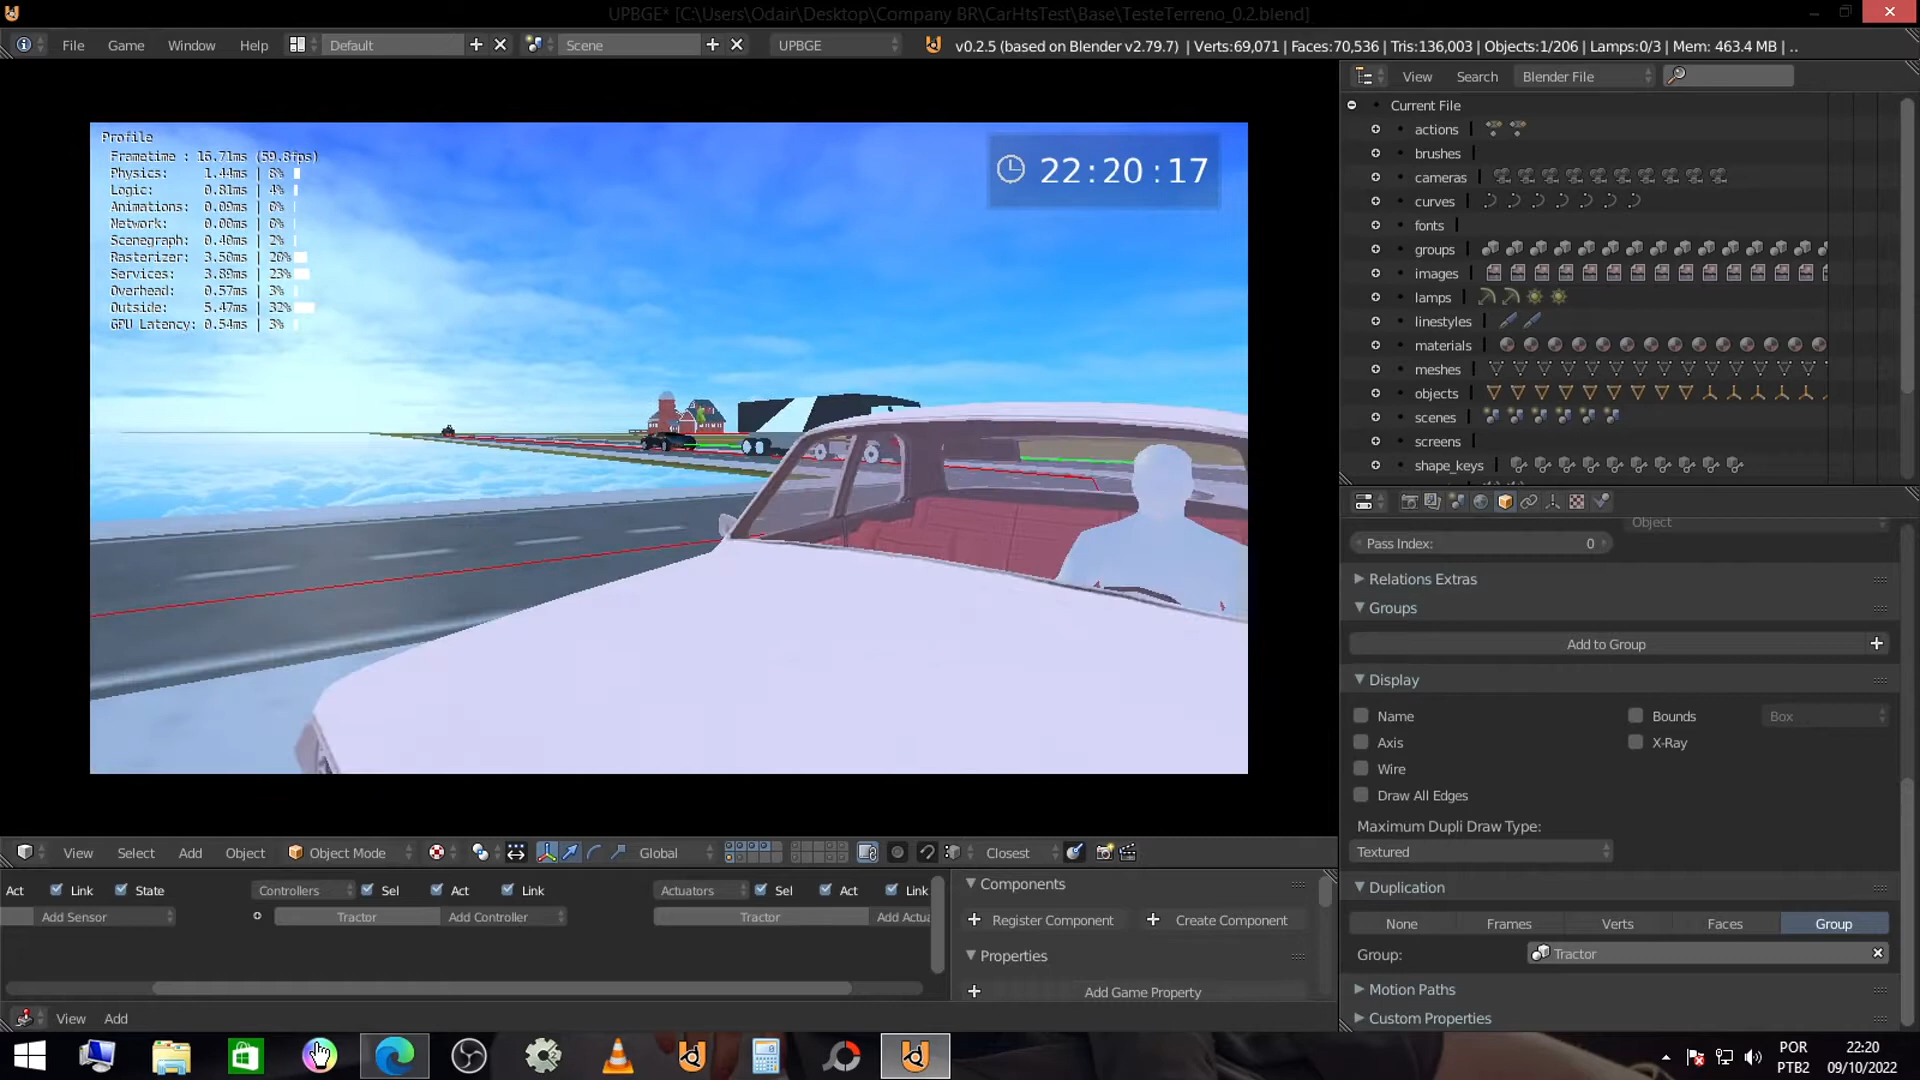 UPBGE* [C:\Users\Odair\Desktop\Company BR\CarHtsTest\Base\TesteTerreno_0.2.blend]
File Game Window Help Default Scene UPBGE v0.2.5 (based on Blender v2.79.7) | Verts:69,071 | Faces:70,536 | Tris:136,003 | Objects:1/206 | Lamps:0/3 | Mem: 463.4 MB | ..
View Search Blender File
Current File
actions
brushes
cameras
curves
fonts
groups
images
lamps
linestyles
materials
meshes
objects
scenes
screens
shape_keys
Profile
Frametime : 16.71ms (59.8fps)
Physics: 1.44ms | 8%
Logic: 0.81ms | 4%
Animations: 0.09ms | 0%
Network: 0.00ms | 0%
Scenegraph: 0.40ms | 2%
Rasterizer: 3.50ms | 20%
Services: 3.89ms | 23%
Overhead: 0.57ms | 3%
Outside: 5.47ms | 32%
GPU Latency: 0.54ms | 3%
22:20:17
Object
Pass Index: 0
Relations Extras
Groups
Add to Group
Display
Name Bounds Box
Axis X-Ray
Wire
Draw All Edges
Maximum Dupli Draw Type:
Textured
Duplication
None Frames Verts Faces Group
Group: Tractor
Motion Paths
Custom Properties
View Select Add Object Object Mode Global Closest
Act Link State Controllers Sel Act Link Actuators Sel Act Link
Add Sensor Tractor Add Controller Tractor Add Actua
Components
Register Component Create Component
Properties
Add Game Property
View Add
POR 22:20
PTB2 09/10/2022